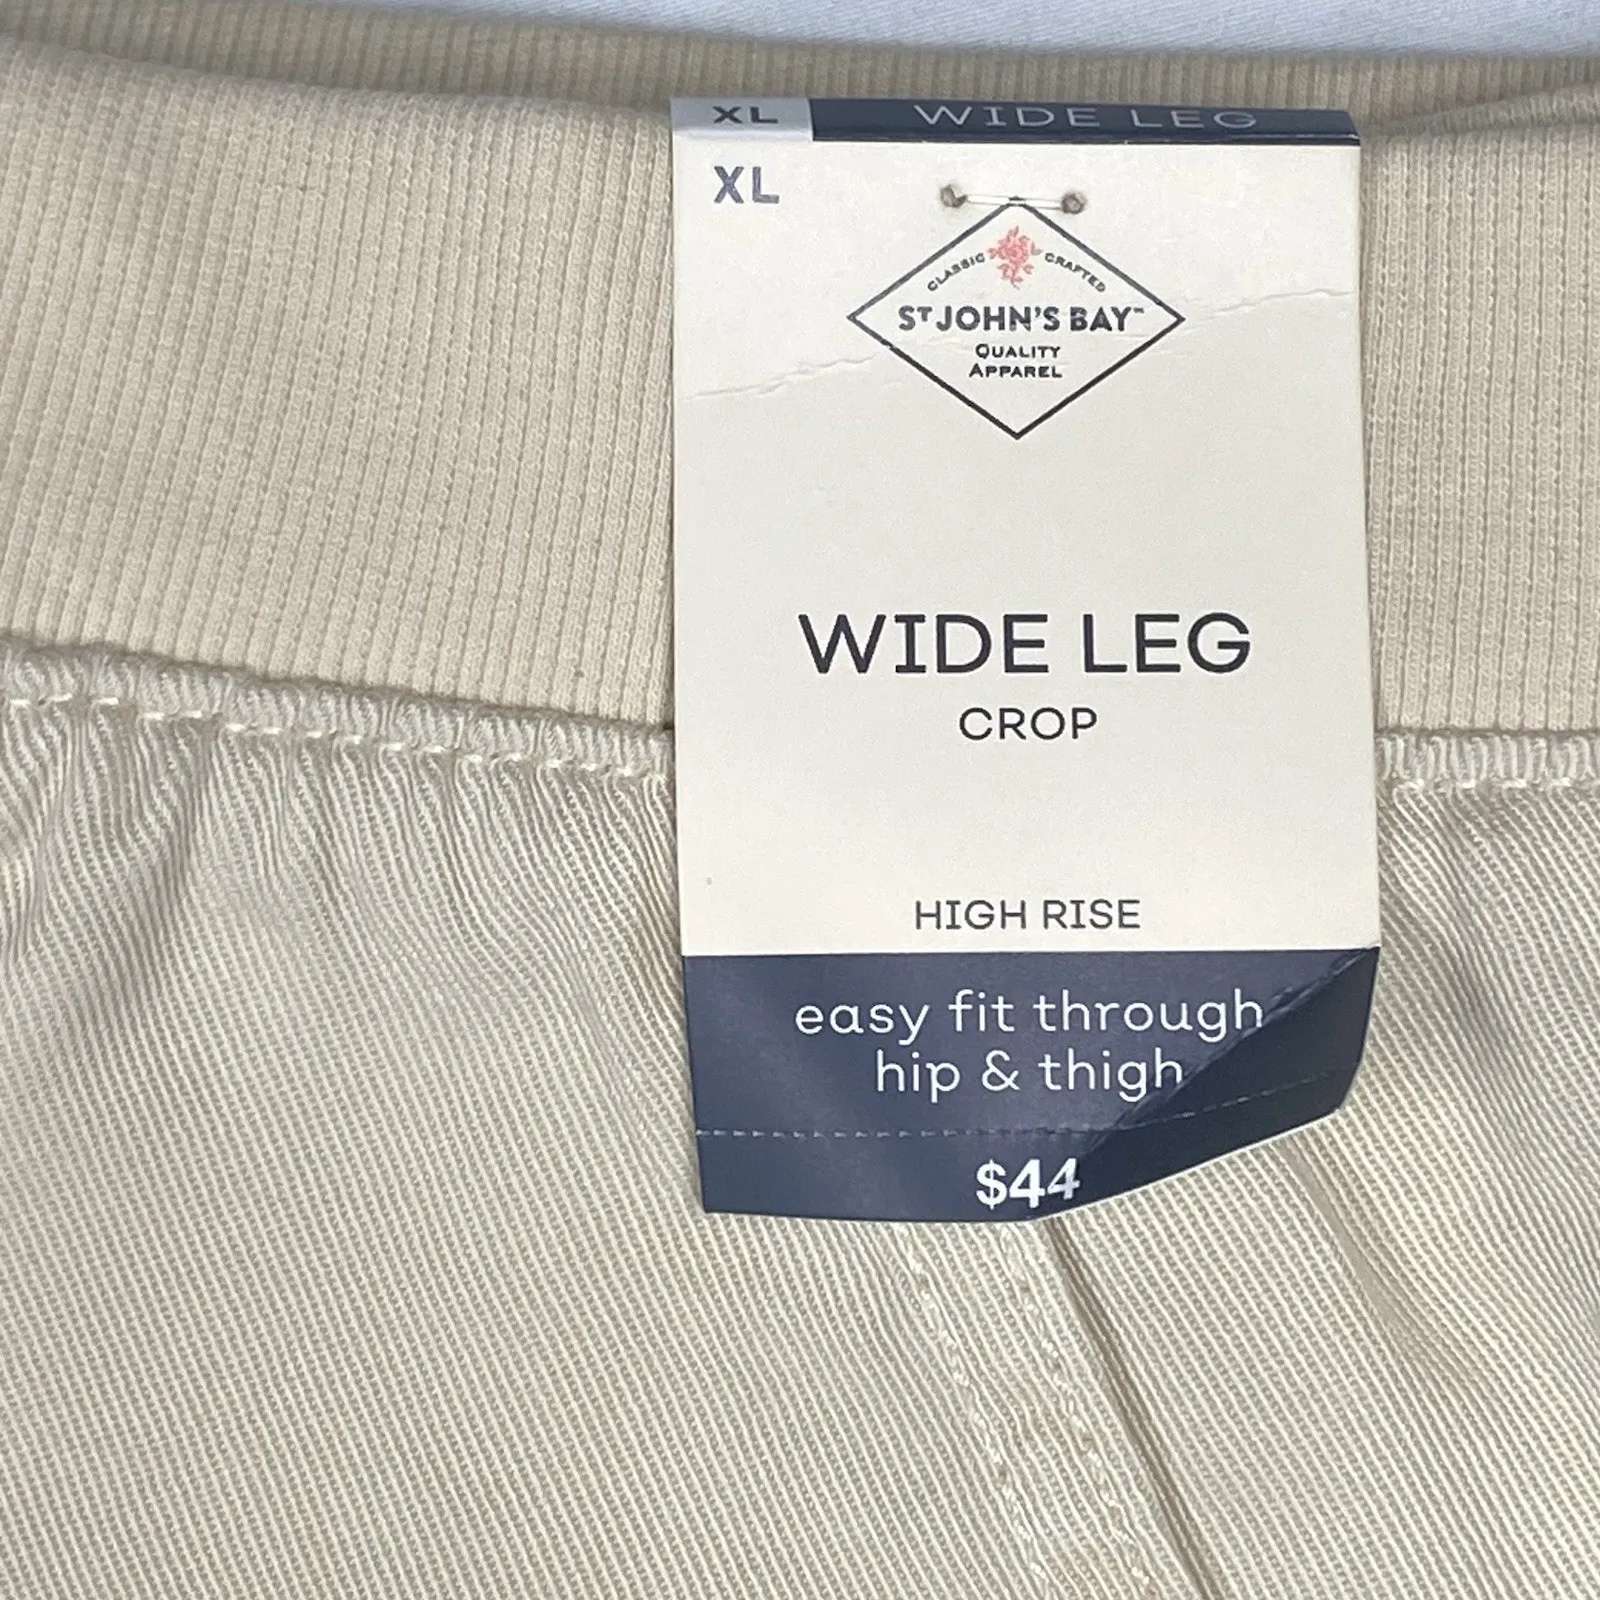 XL WIDE LEG
XL
CLASSIC CRAFTED
ST JOHN'S BAY™
QUALITY
APPAREL
WIDE LEG
CROP
HIGH RISE
easy fit through
hip & thigh
$44